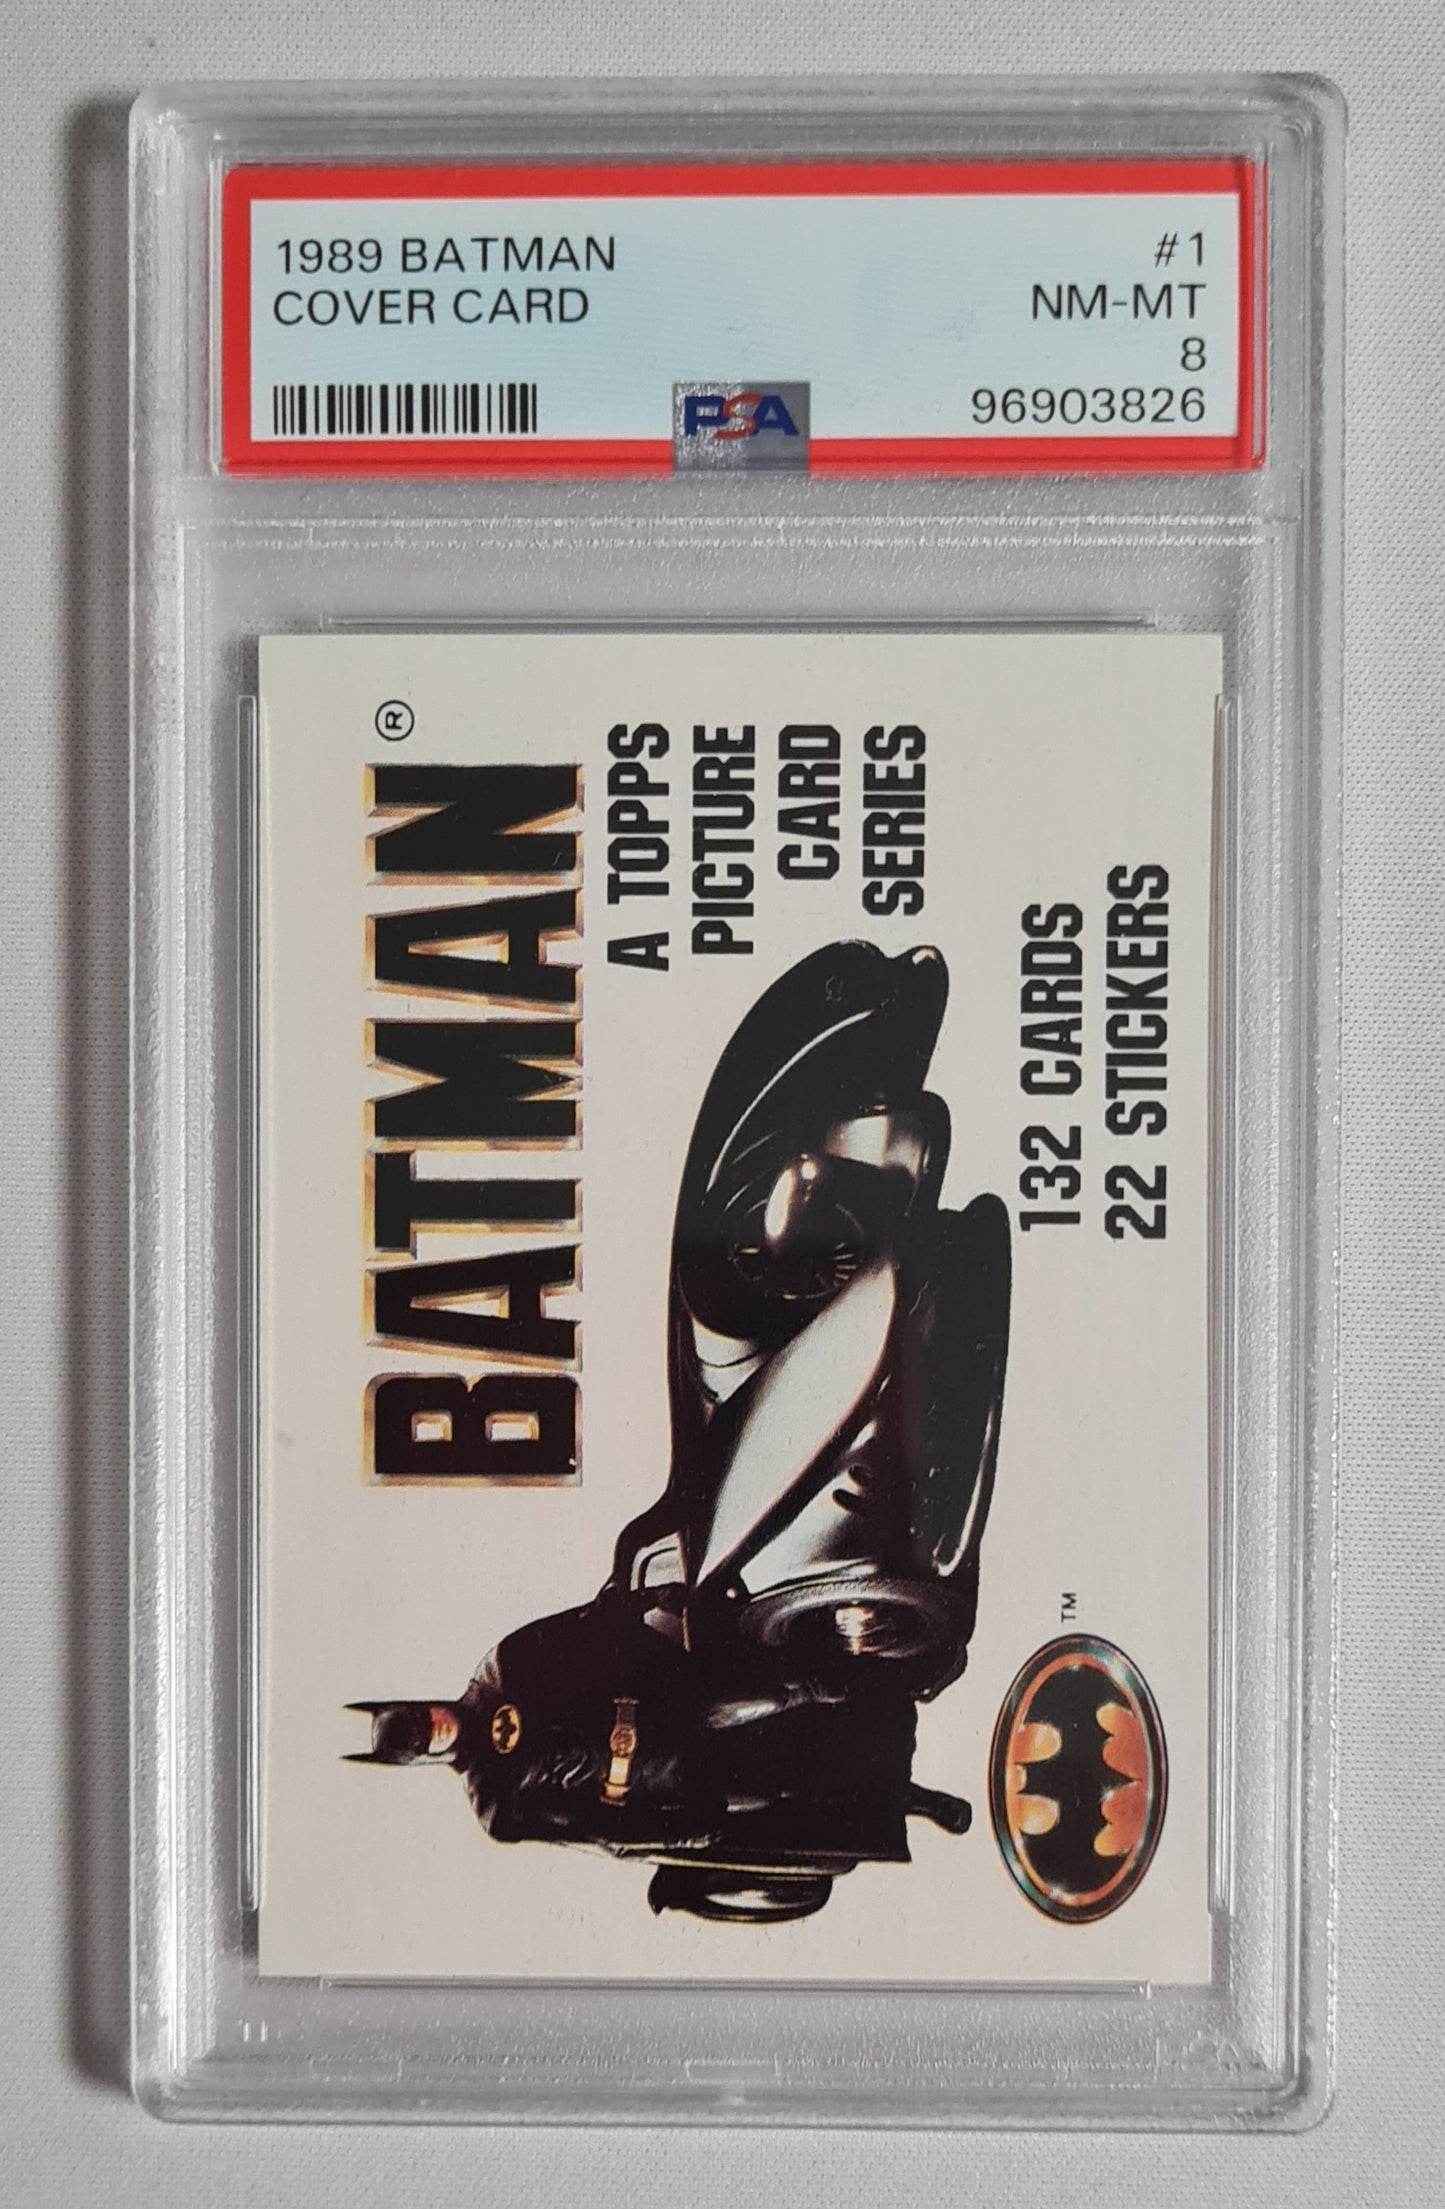 1989 BATMAN
COVER CARD
#1
NM-MT
8
96903826
PSA
BATMAN®
A TOPPS
PICTURE
CARD
SERIES
132 CARDS
22 STICKERS
TM